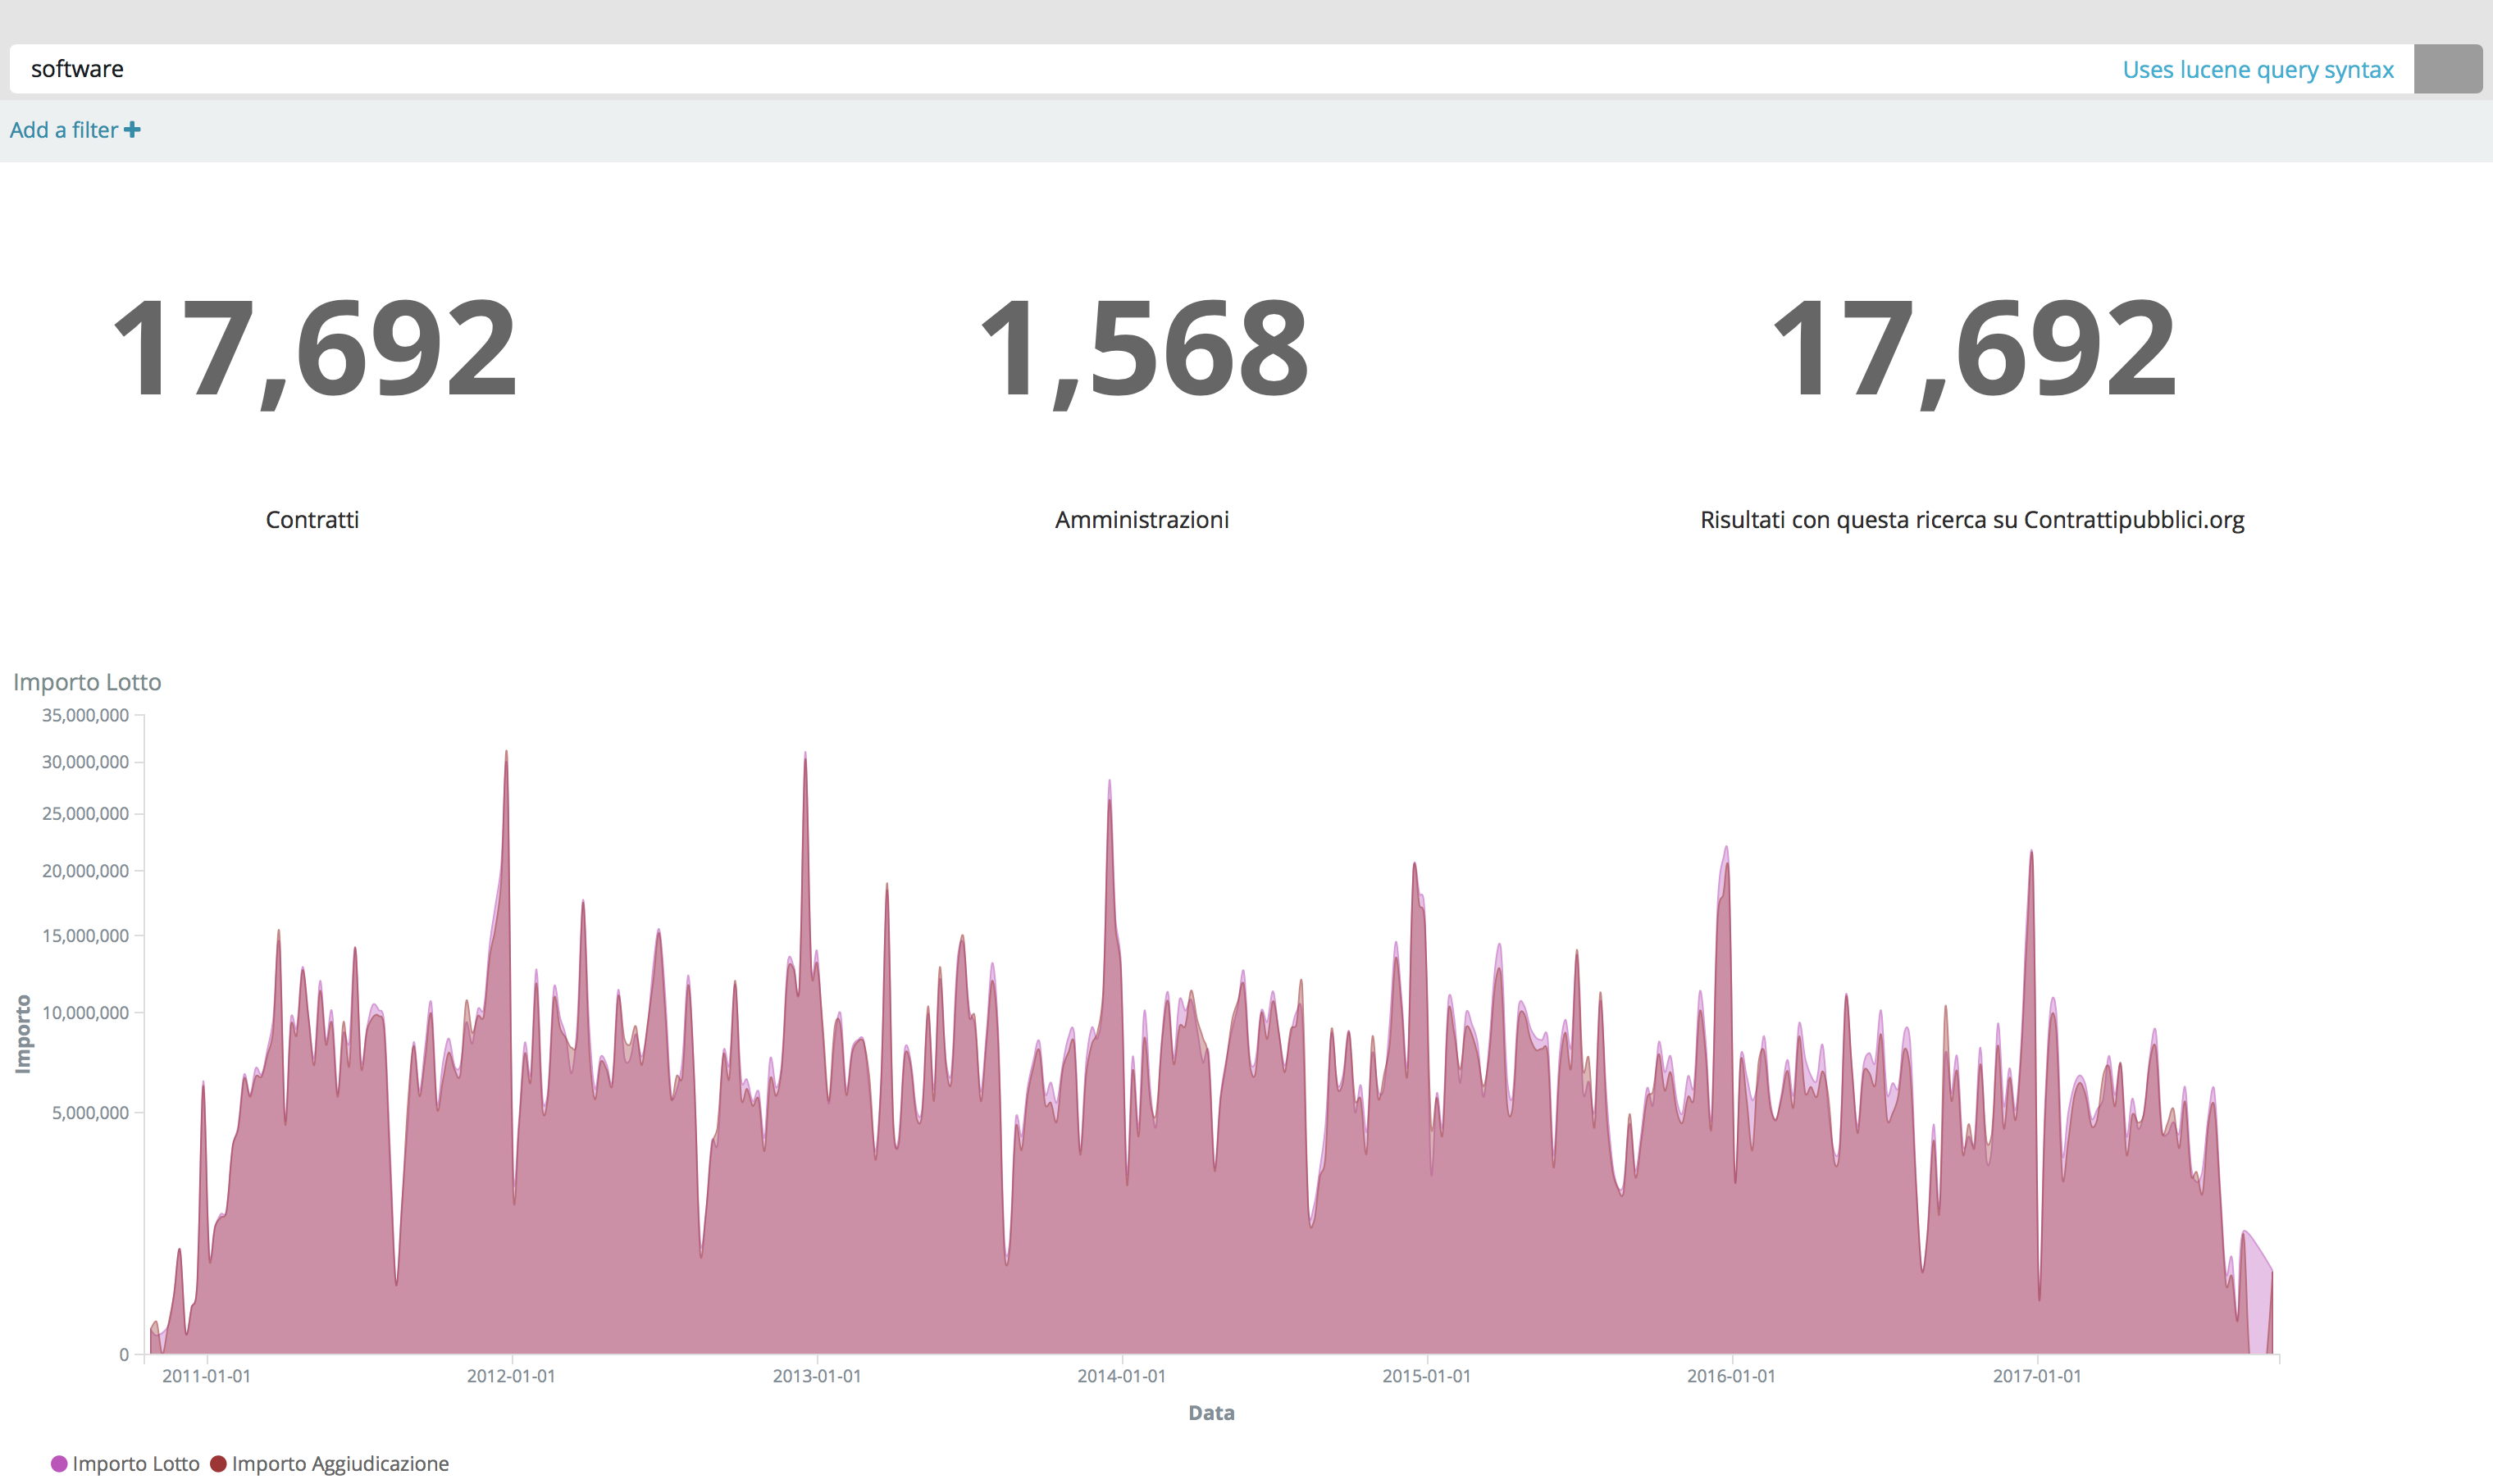 software
Uses lucene query syntax
Add a filter
17,692
1,568
17,692
Contratti
Amministrazioni
Risultati con questa ricerca su Contrattipubblici.org
Importo Lotto
35,000,000
30,000,000
25,000,000
20,000,000
15,000,000
10,000,000
5,000,000
0
Importo
2011-01-01
2012-01-01
2013-01-01
2014-01-01
2015-01-01
2016-01-01
2017-01-01
Data
Importo Lotto
Importo Aggiudicazione